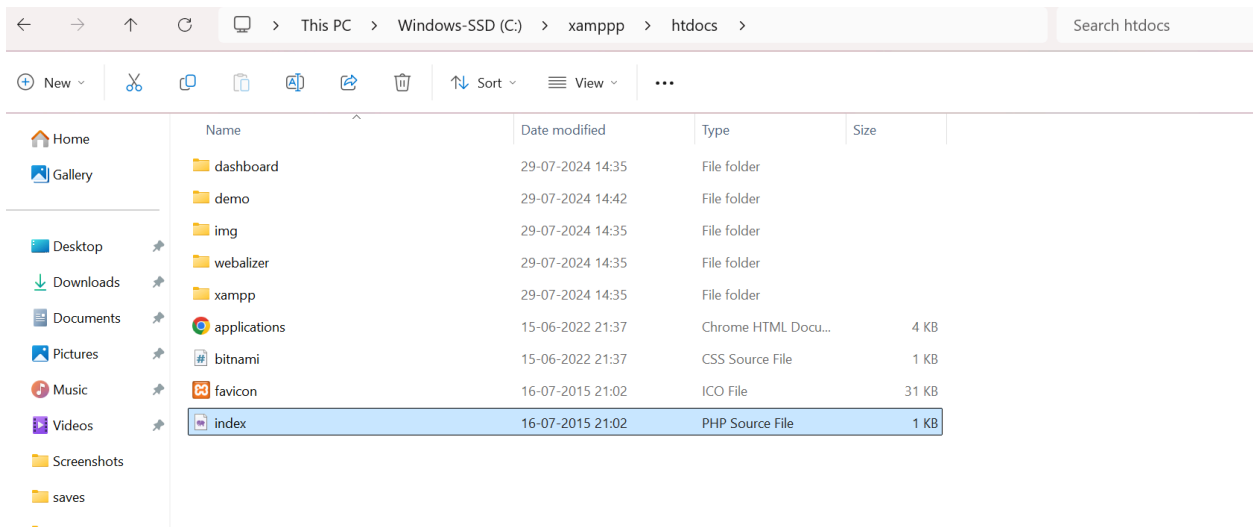 This PC > Windows-SSD (C:) > xamppp > htdocs > Search htdocs
New Sort View ...
Name Date modified Type Size
Home
Gallery
Desktop
Downloads
Documents
Pictures
Music
Videos
Screenshots
saves
dashboard 29-07-2024 14:35 File folder
demo 29-07-2024 14:42 File folder
img 29-07-2024 14:35 File folder
webalizer 29-07-2024 14:35 File folder
xampp 29-07-2024 14:35 File folder
applications 15-06-2022 21:37 Chrome HTML Docu... 4 KB
bitnami 15-06-2022 21:37 CSS Source File 1 KB
favicon 16-07-2015 21:02 ICO File 31 KB
index 16-07-2015 21:02 PHP Source File 1 KB